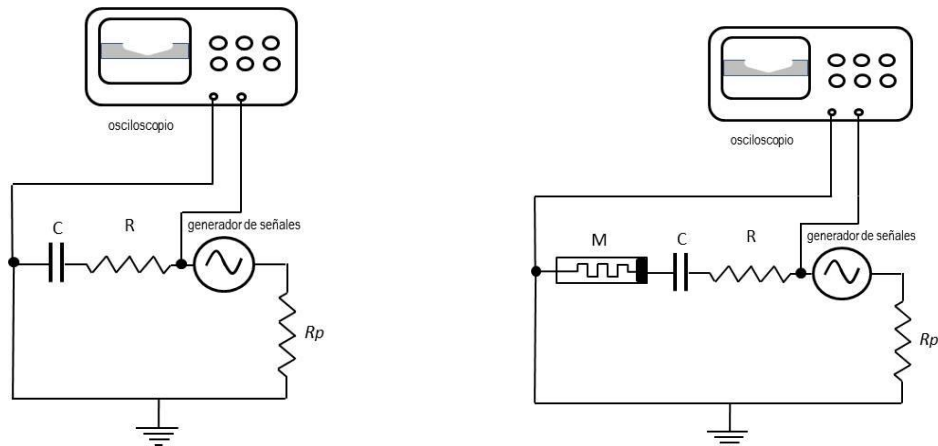 osciloscopio
C
R
generador de señales
Rp
osciloscopio
M
C
R
generador de señales
Rp